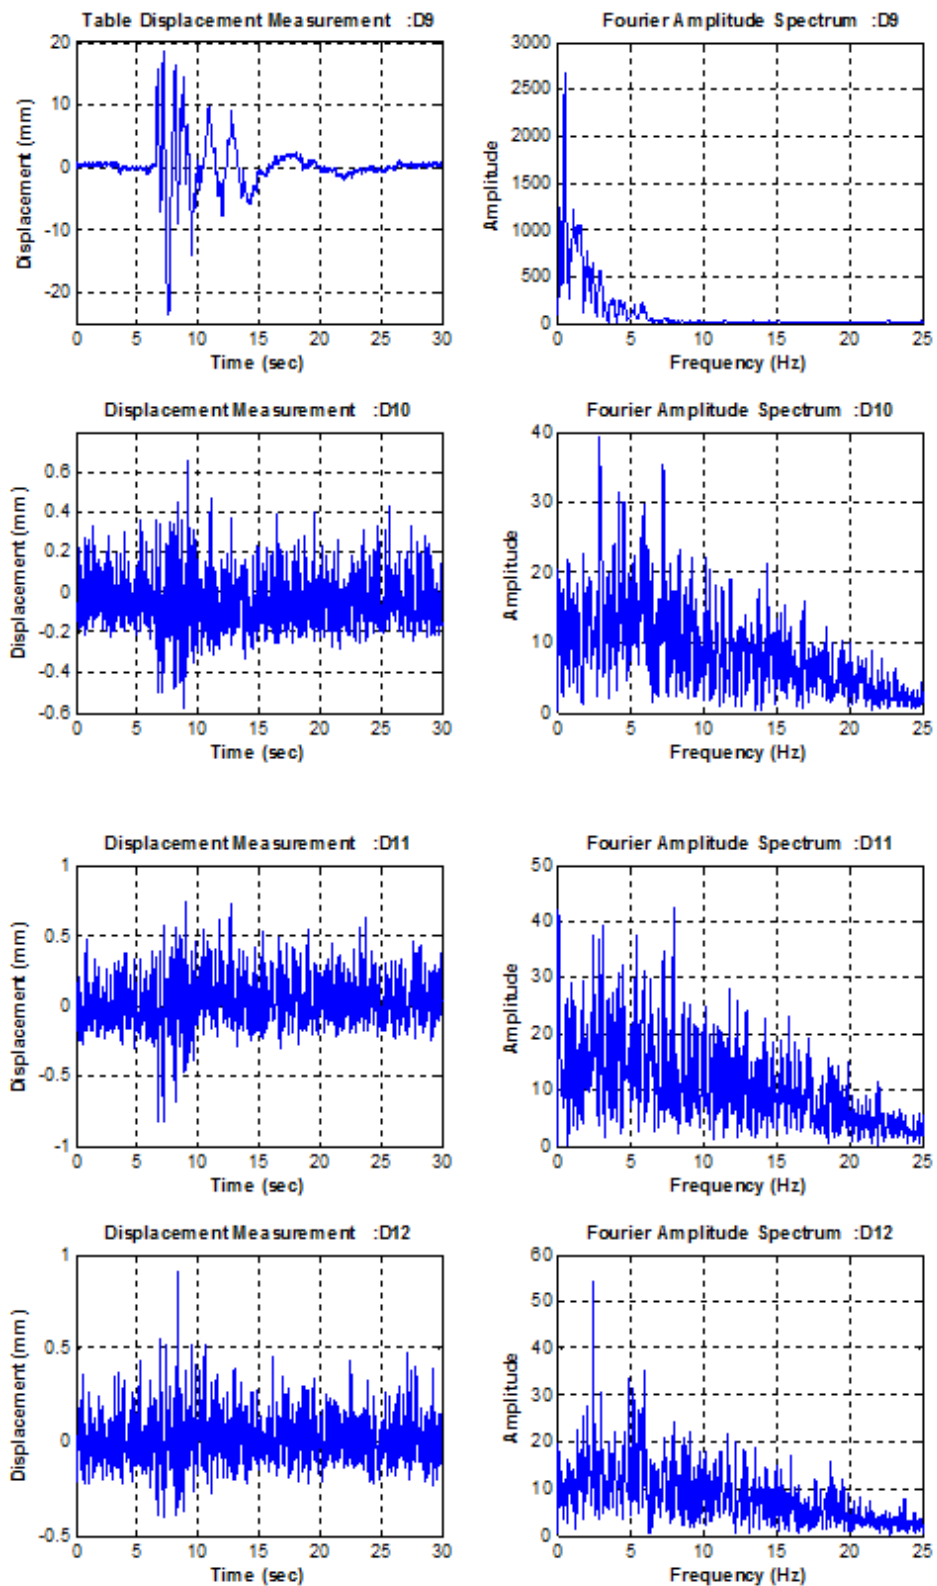 Table Displacement Measurement :D9
Fourier Amplitude Spectrum :D9
Displacement (mm)
20
10
0
-10
-20
0 5 10 15 20 25 30
Time (sec)
Amplitude
3000
2500
2000
1500
1000
500
0
0 5 10 15 20 25
Frequency (Hz)
Displacement Measurement :D10
Fourier Amplitude Spectrum :D10
Displacement (mm)
0.6
0.4
0.2
0
-0.2
-0.4
-0.6
0 5 10 15 20 25 30
Time (sec)
Amplitude
40
30
20
10
0
0 5 10 15 20 25
Frequency (Hz)
Displacement Measurement :D11
Fourier Amplitude Spectrum :D11
Displacement (mm)
1
0.5
0
-0.5
-1
0 5 10 15 20 25 30
Time (sec)
Amplitude
50
40
30
20
10
0
0 5 10 15 20 25
Frequency (Hz)
Displacement Measurement :D12
Fourier Amplitude Spectrum :D12
Displacement (mm)
1
0.5
0
-0.5
0 5 10 15 20 25 30
Time (sec)
Amplitude
60
50
40
30
20
10
0
0 5 10 15 20 25
Frequency (Hz)